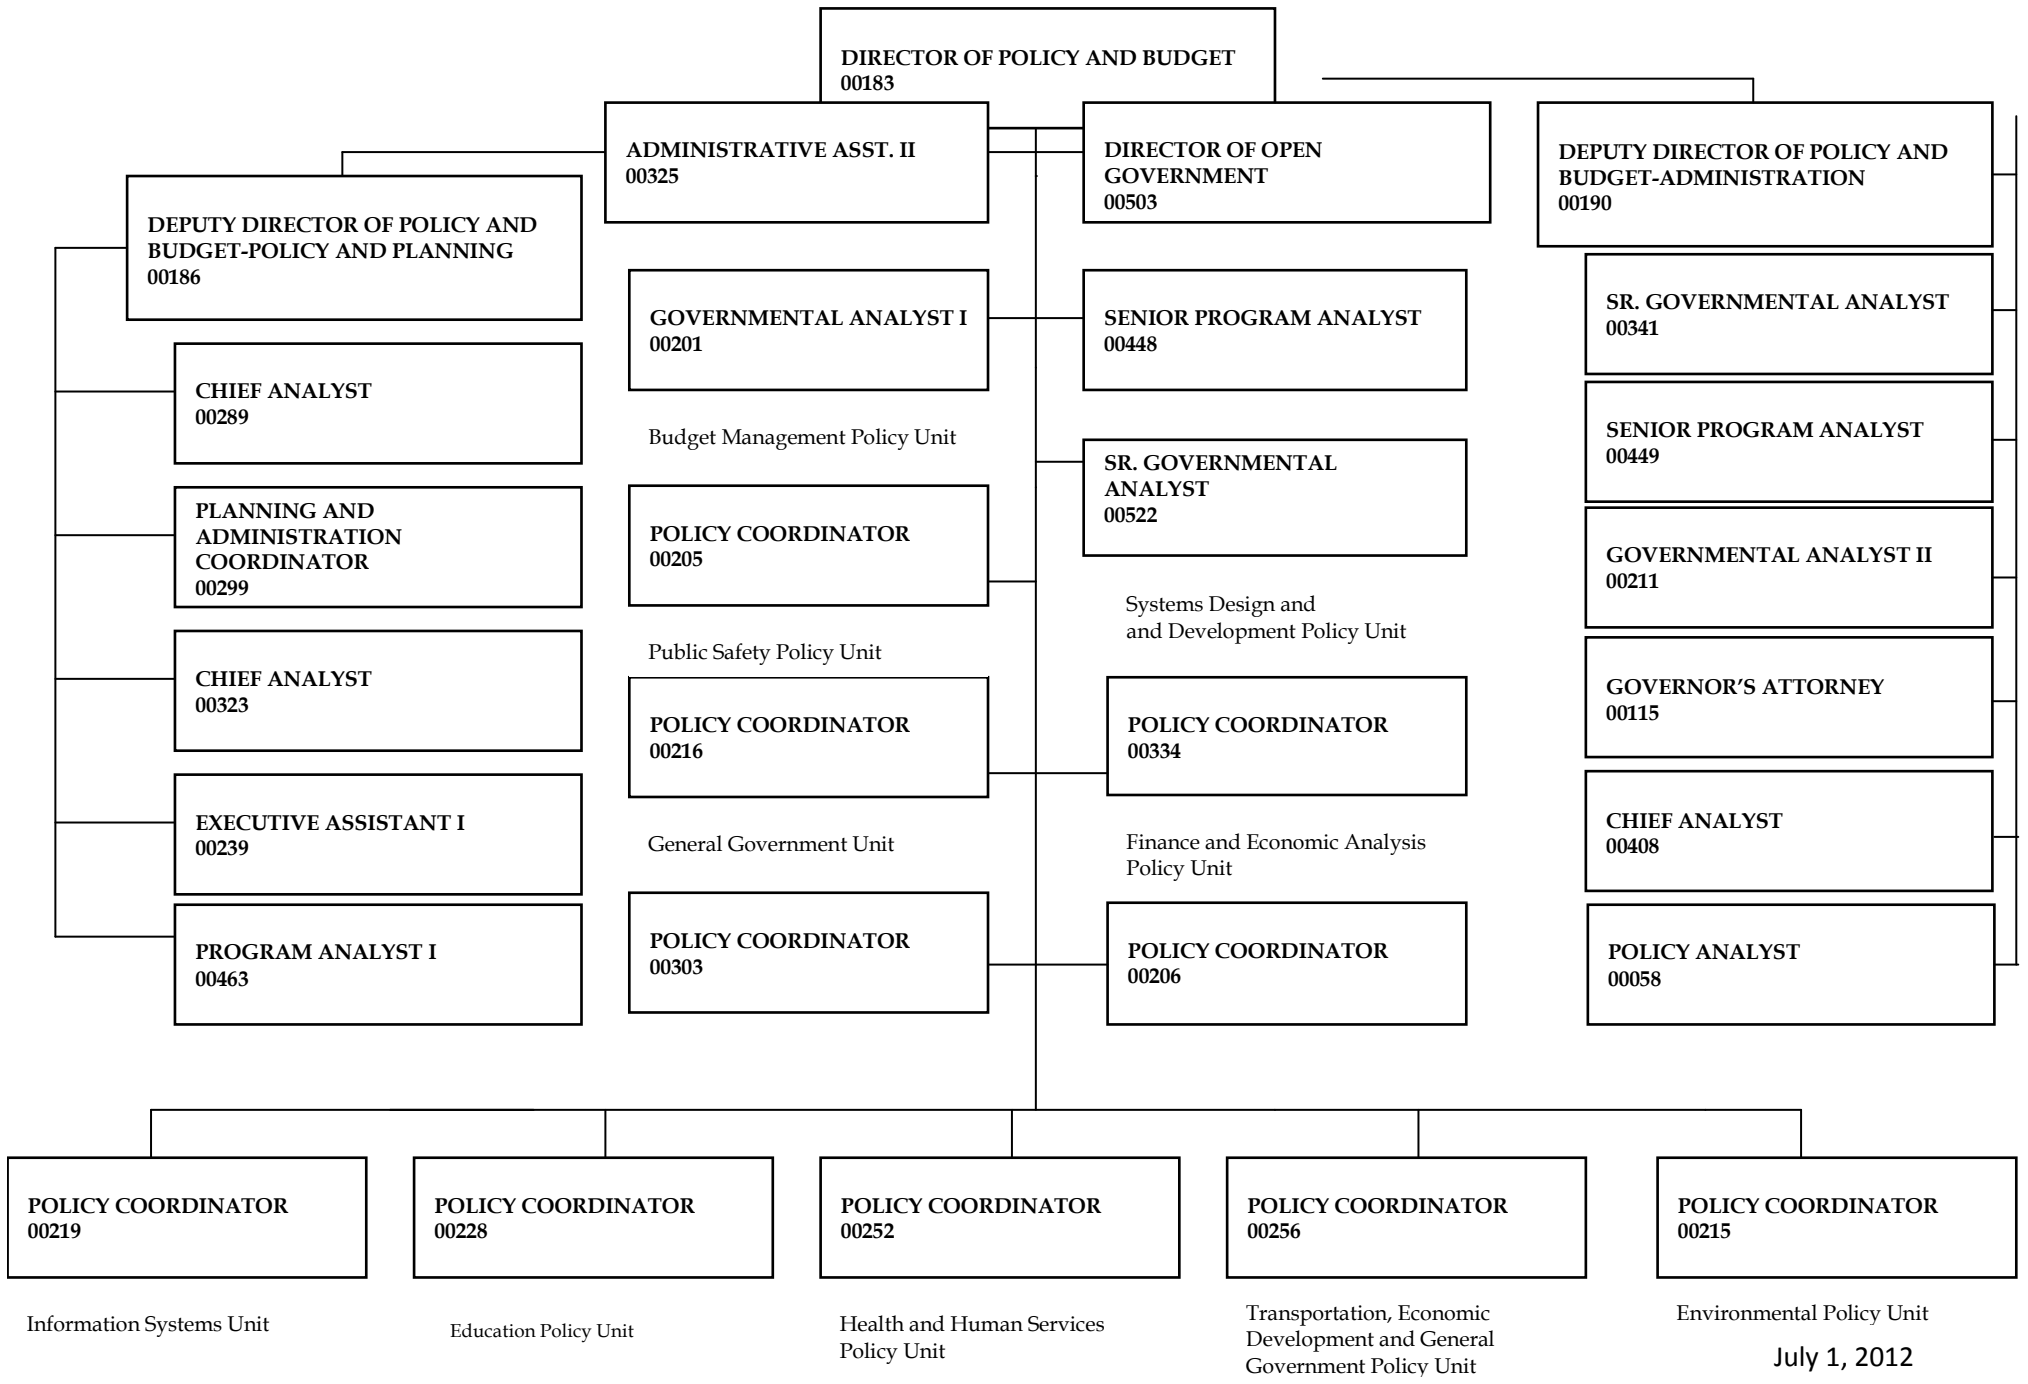 DIRECTOR OF POLICY AND BUDGET
00183
ADMINISTRATIVE ASST. II
00325
DIRECTOR OF OPEN
GOVERNMENT
00503
DEPUTY DIRECTOR OF POLICY AND
BUDGET-ADMINISTRATION
00190
DEPUTY DIRECTOR OF POLICY AND
BUDGET-POLICY AND PLANNING
00186
GOVERNMENTAL ANALYST I
00201
SENIOR PROGRAM ANALYST
00448
SR. GOVERNMENTAL ANALYST
00341
CHIEF ANALYST
00289
Budget Management Policy Unit
SR. GOVERNMENTAL
ANALYST
00522
SENIOR PROGRAM ANALYST
00449
PLANNING AND
ADMINISTRATION
COORDINATOR
00299
POLICY COORDINATOR
00205
GOVERNMENTAL ANALYST II
00211
Systems Design and
and Development Policy Unit
Public Safety Policy Unit
CHIEF ANALYST
00323
POLICY COORDINATOR
00216
POLICY COORDINATOR
00334
GOVERNOR'S ATTORNEY
00115
EXECUTIVE ASSISTANT I
00239
General Government Unit
Finance and Economic Analysis
Policy Unit
CHIEF ANALYST
00408
PROGRAM ANALYST I
00463
POLICY COORDINATOR
00303
POLICY COORDINATOR
00206
POLICY ANALYST
00058
POLICY COORDINATOR
00219
POLICY COORDINATOR
00228
POLICY COORDINATOR
00252
POLICY COORDINATOR
00256
POLICY COORDINATOR
00215
Information Systems Unit
Education Policy Unit
Health and Human Services
Policy Unit
Transportation, Economic
Development and General
Government Policy Unit
Environmental Policy Unit
July 1, 2012